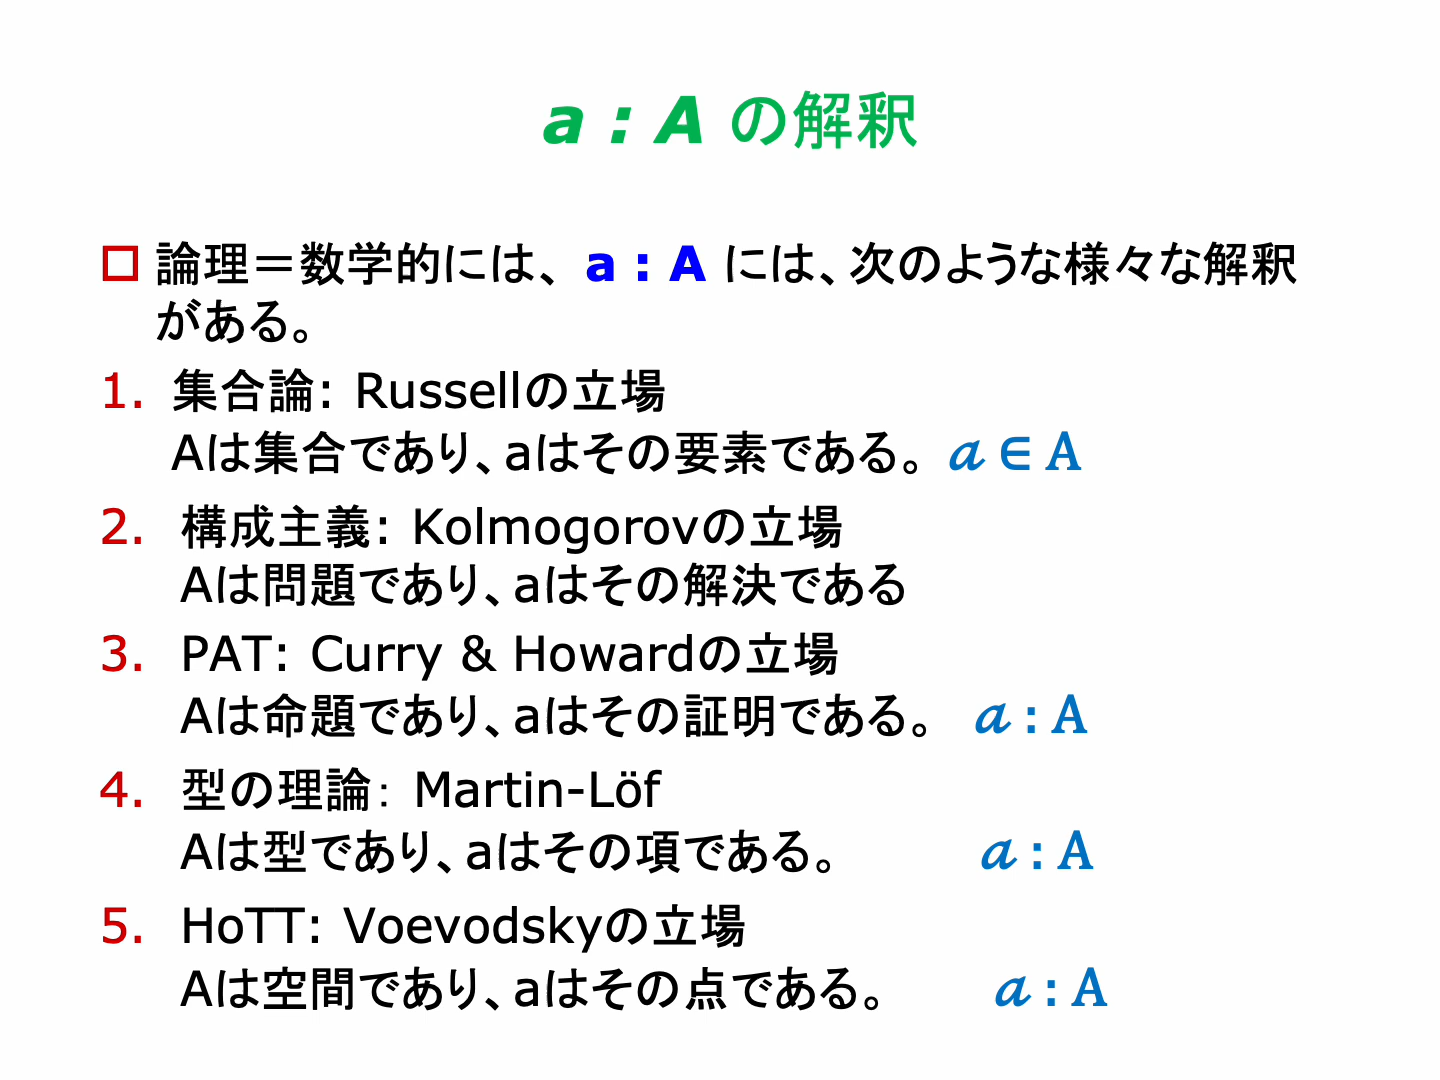 a : A の解釈
論理＝数学的には、 a : A には、次のような様々な解釈
がある。
1. 集合論: Russellの立場
Aは集合であり、aはその要素である。 a ∈ A
2. 構成主義: Kolmogorovの立場
Aは問題であり、aはその解決である
3. PAT: Curry & Howardの立場
Aは命題であり、aはその証明である。 a : A
4. 型の理論： Martin-Löf
Aは型であり、aはその項である。 a : A
5. HoTT: Voevodskyの立場
Aは空間であり、aはその点である。 a : A